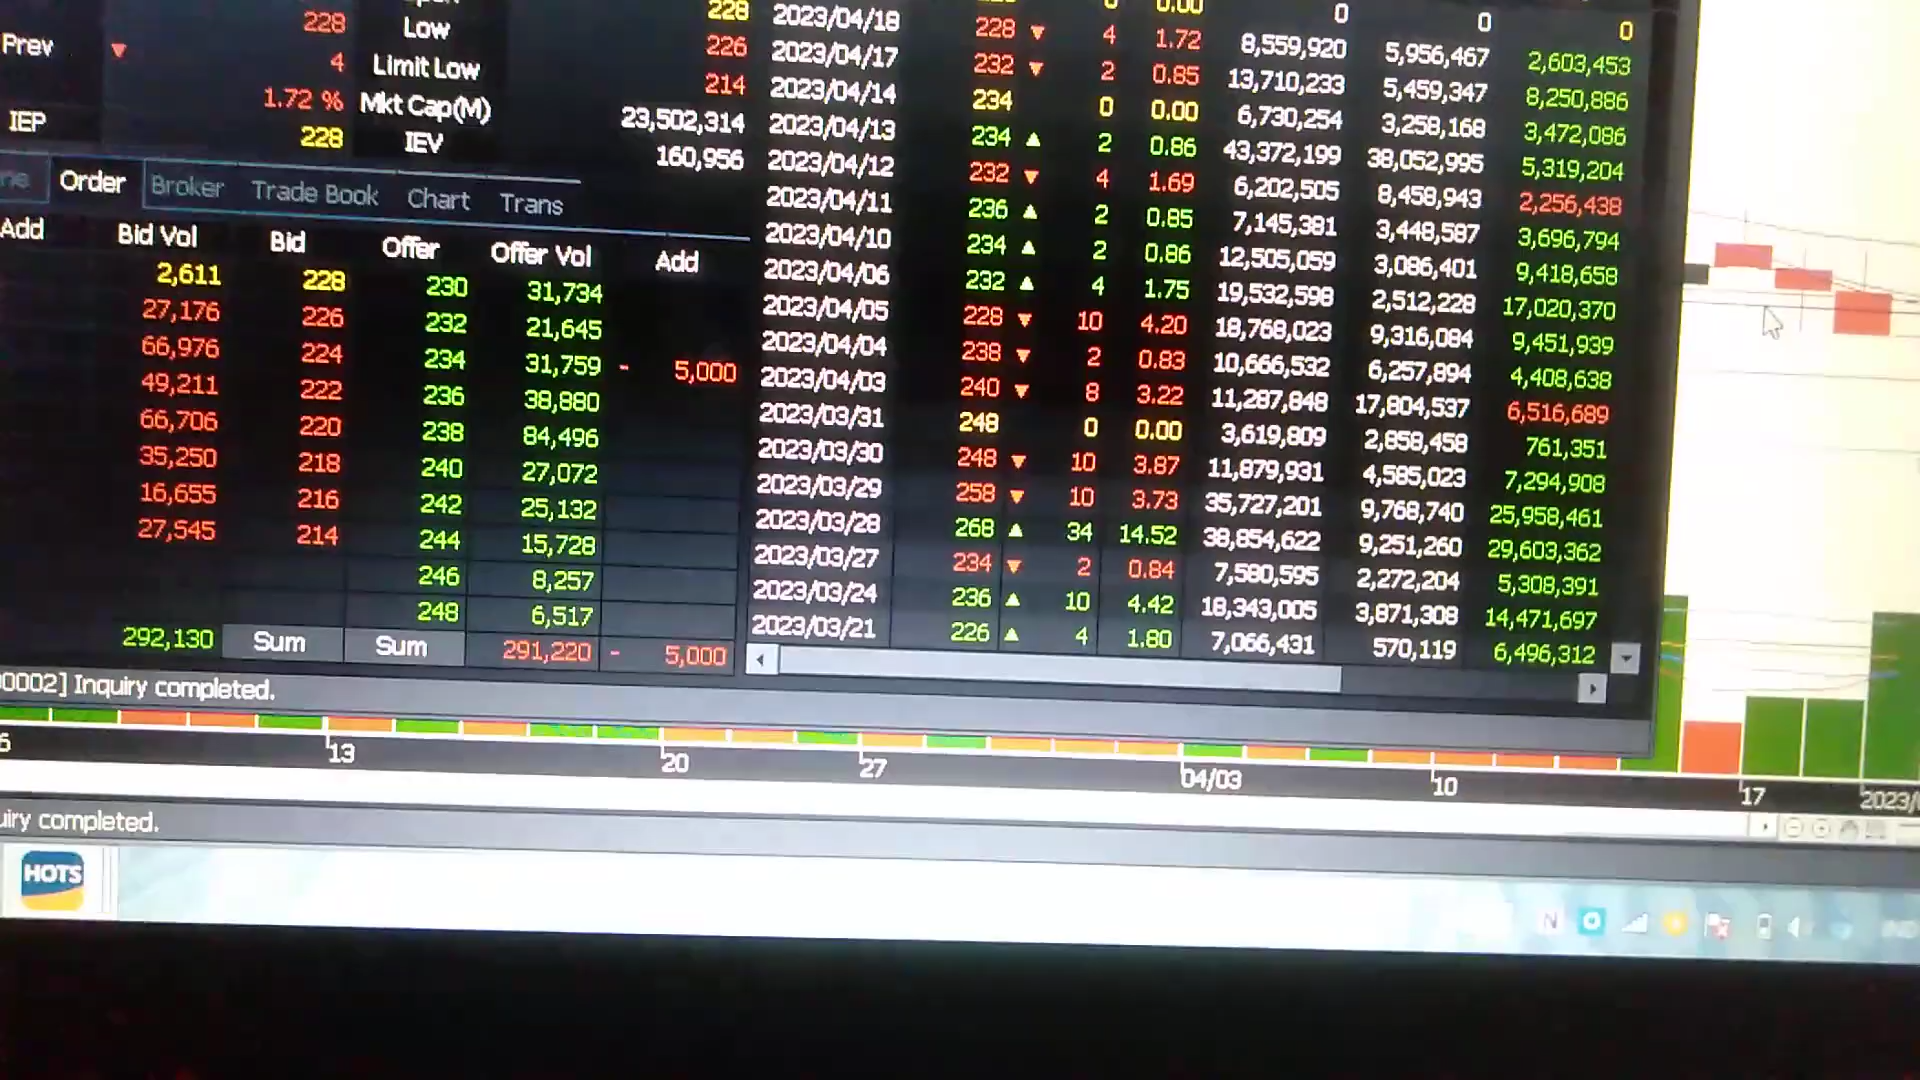 228 0 0.00 0 0 0
228 Low 226 2023/04/18 228 ▼ 4 1.72 8,559,920 5,956,467 2,603,453
Prev ▼ 4 Limit Low 214 2023/04/17 232 ▼ 2 0.85 13,710,233 5,459,347 8,250,886
1.72 % Mkt Cap(M) 23,502,314 2023/04/14 234 0 0.00 6,730,254 3,258,168 3,472,086
IEP 228 IEV 160,956 2023/04/13 234 ▲ 2 0.86 43,372,199 38,052,995 5,319,204
2023/04/12 232 ▼ 4 1.69 6,202,505 8,458,943 2,256,438
Order Broker Trade Book Chart Trans 2023/04/11 236 ▲ 2 0.85 7,145,381 3,448,587 3,696,794
Add Bid Vol Bid Offer Offer Vol Add 2023/04/10 234 ▲ 2 0.86 12,505,059 3,086,401 9,418,658
2,611 228 230 31,734 2023/04/06 232 ▲ 4 1.75 19,532,598 2,512,228 17,020,370
27,176 226 232 21,645 2023/04/05 228 ▼ 10 4.20 18,768,023 9,316,084 9,451,939
66,976 224 234 31,759 - 5,000 2023/04/04 238 ▼ 2 0.83 10,666,532 6,257,894 4,408,638
49,211 222 236 38,880 2023/04/03 240 ▼ 8 3.22 11,287,848 17,804,537 6,516,689
66,706 220 238 84,496 2023/03/31 248 0 0.00 3,619,809 2,858,458 761,351
35,250 218 240 27,072 2023/03/30 248 ▼ 10 3.87 11,879,931 4,585,023 7,294,908
16,655 216 242 25,132 2023/03/29 258 ▼ 10 3.73 35,727,201 9,768,740 25,958,461
27,545 214 244 15,728 2023/03/28 268 ▲ 34 14.52 38,854,622 9,251,260 29,603,362
246 8,257 2023/03/27 234 ▼ 2 0.84 7,580,595 2,272,204 5,308,391
248 6,517 2023/03/24 236 ▲ 10 4.42 18,343,005 3,871,308 14,471,697
292,130 Sum Sum 291,220 - 5,000 2023/03/21 226 ▲ 4 1.80 7,066,431 570,119 6,496,312
00002] Inquiry completed.
6 13 20 27 04/03 10 17 2023/
uiry completed.
HOTS
N